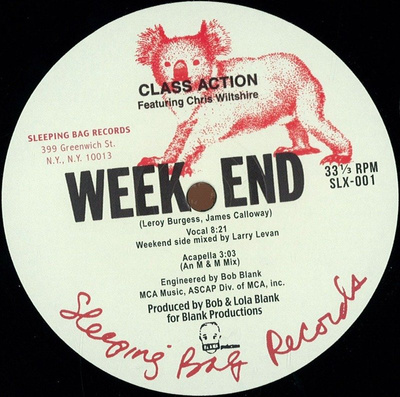 CLASS ACTION
Featuring Chris Wiltshire
SLEEPING BAG RECORDS
399 Greenwich St.
N.Y., N.Y. 10013
WEEK END
33 1/3 RPM
SLX-001
(Leroy Burgess, James Calloway)
Vocal 8:21
Weekend side mixed by Larry Levan
Acapella 3:03
(An M & M Mix)
Engineered by Bob Blank
MCA Music, ASCAP Div. of MCA, inc.
Produced by Bob & Lola Blank
for Blank Productions
Sleeping Bag Records